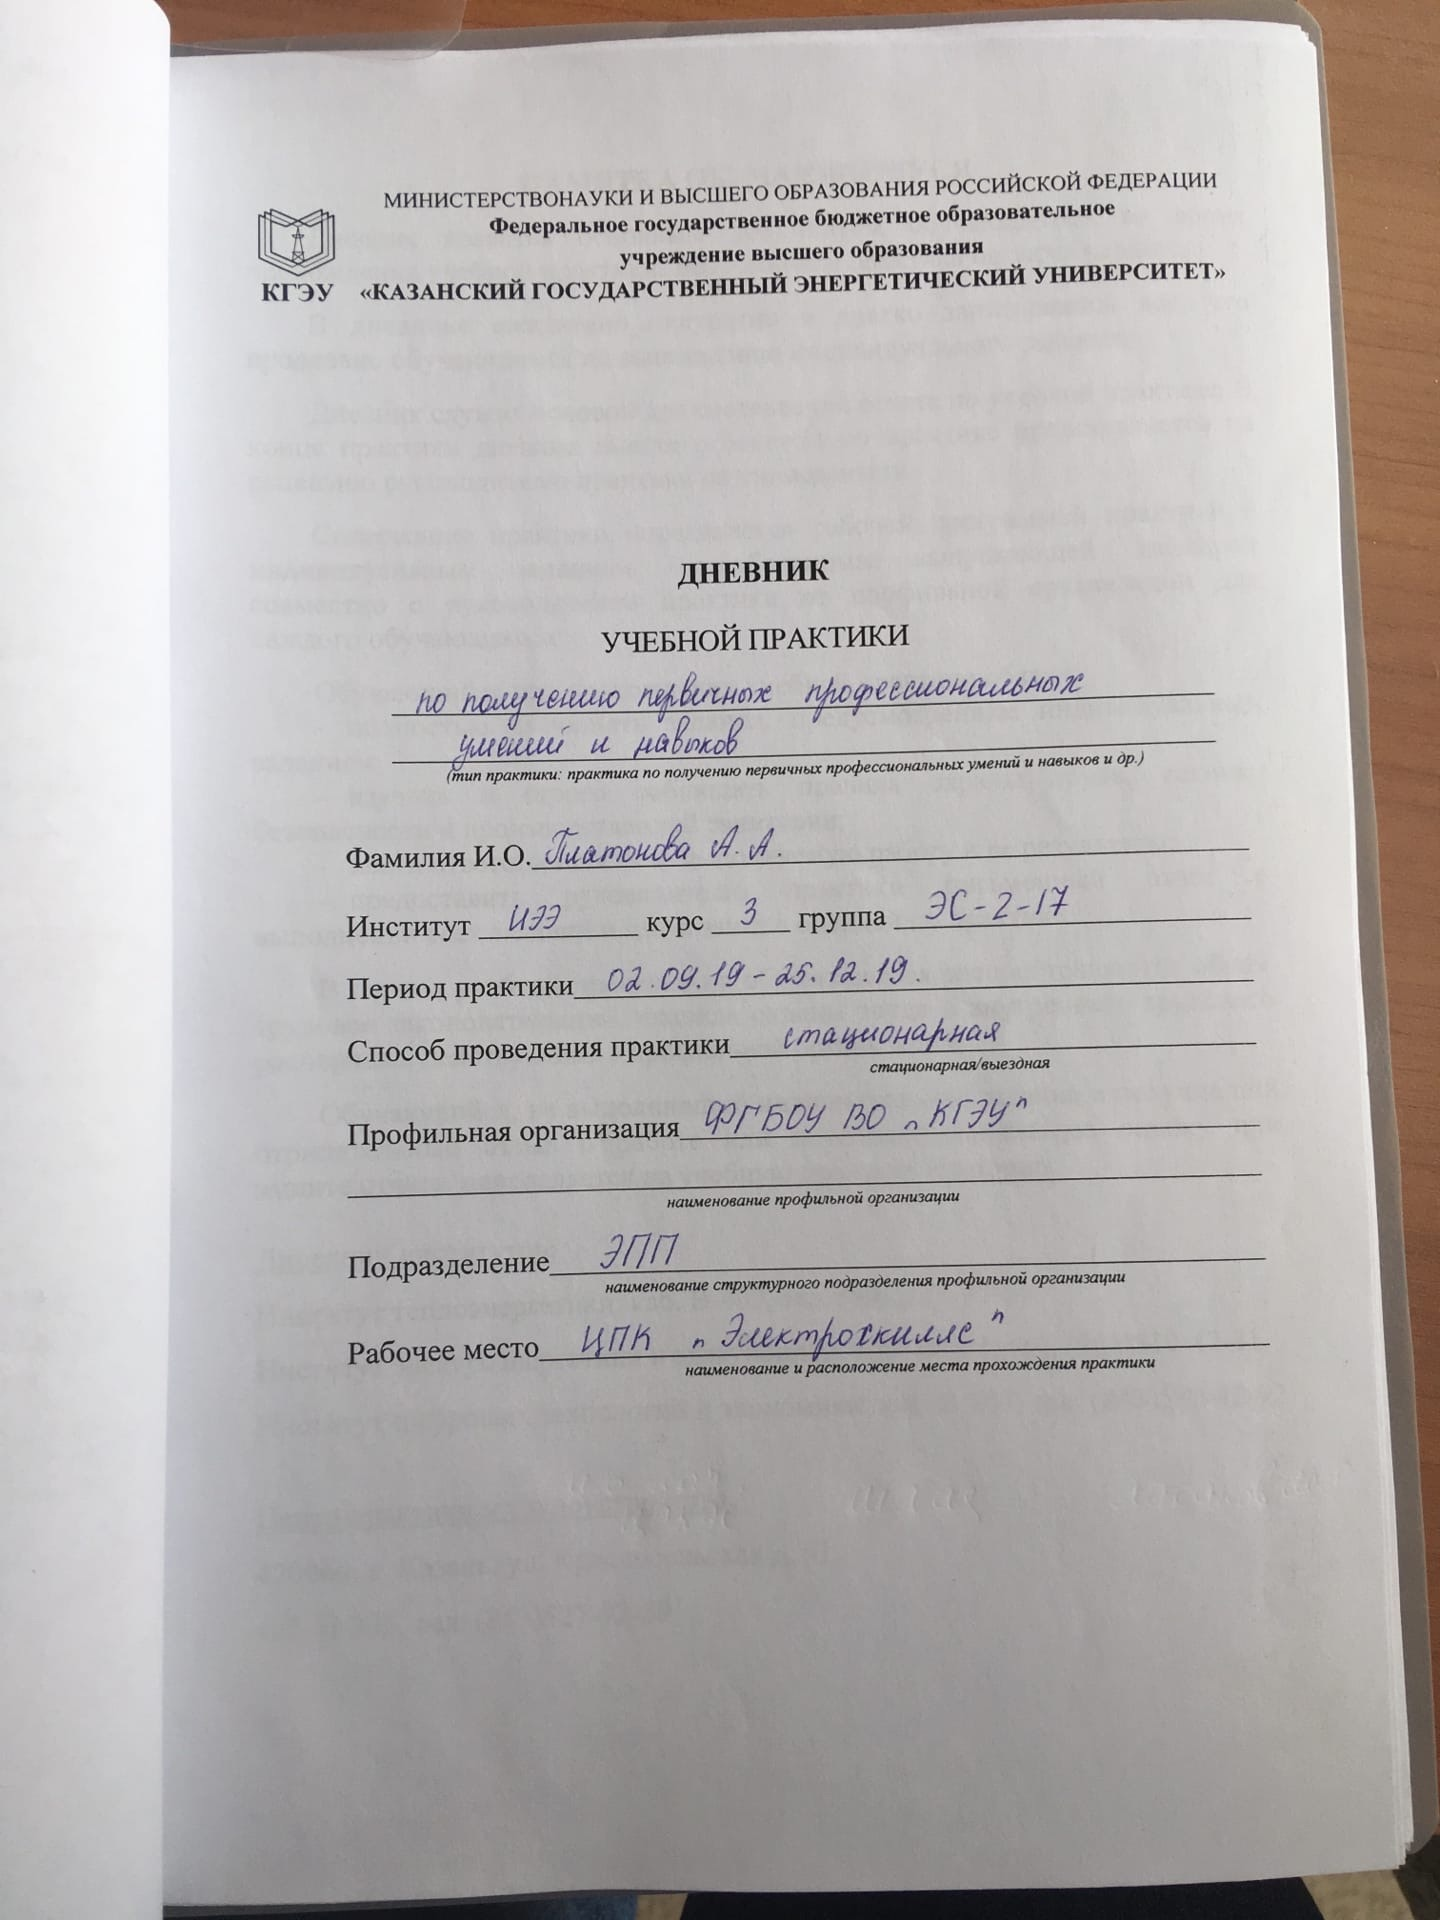 МИНИСТЕРСТВОНАУКИ И ВЫСШЕГО ОБРАЗОВАНИЯ РОССИЙСКОЙ ФЕДЕРАЦИИ
Федеральное государственное бюджетное образовательное
учреждение высшего образования
КГЭУ «КАЗАНСКИЙ ГОСУДАРСТВЕННЫЙ ЭНЕРГЕТИЧЕСКИЙ УНИВЕРСИТЕТ»
ДНЕВНИК
УЧЕБНОЙ ПРАКТИКИ
по получению первичных профессиональных
умений и навыков
(тип практики: практика по получению первичных профессиональных умений и навыков и др.)
Фамилия И.О. Платонова А. А.
Институт ИЭЭ курс 3 группа ЭС-2-17
Период практики 02.09.19 - 25.12.19.
Способ проведения практики стационарная
стационарная/выездная
Профильная организация ФГБОУ ВО "КГЭУ"
наименование профильной организации
Подразделение ЭПП
наименование структурного подразделения профильной организации
Рабочее место ЦПК "Электроскиллс"
наименование и расположение места прохождения практики